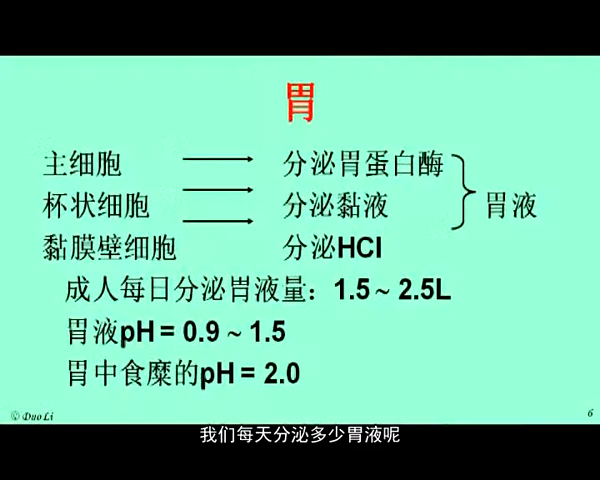 胃
主细胞 分泌胃蛋白酶
杯状细胞 分泌黏液 胃液
黏膜壁细胞 分泌HCl
成人每日分泌胃液量：1.5 ~ 2.5L
胃液pH = 0.9 ~ 1.5
胃中食糜的pH = 2.0
© Duo Li 6
我们每天分泌多少胃液呢